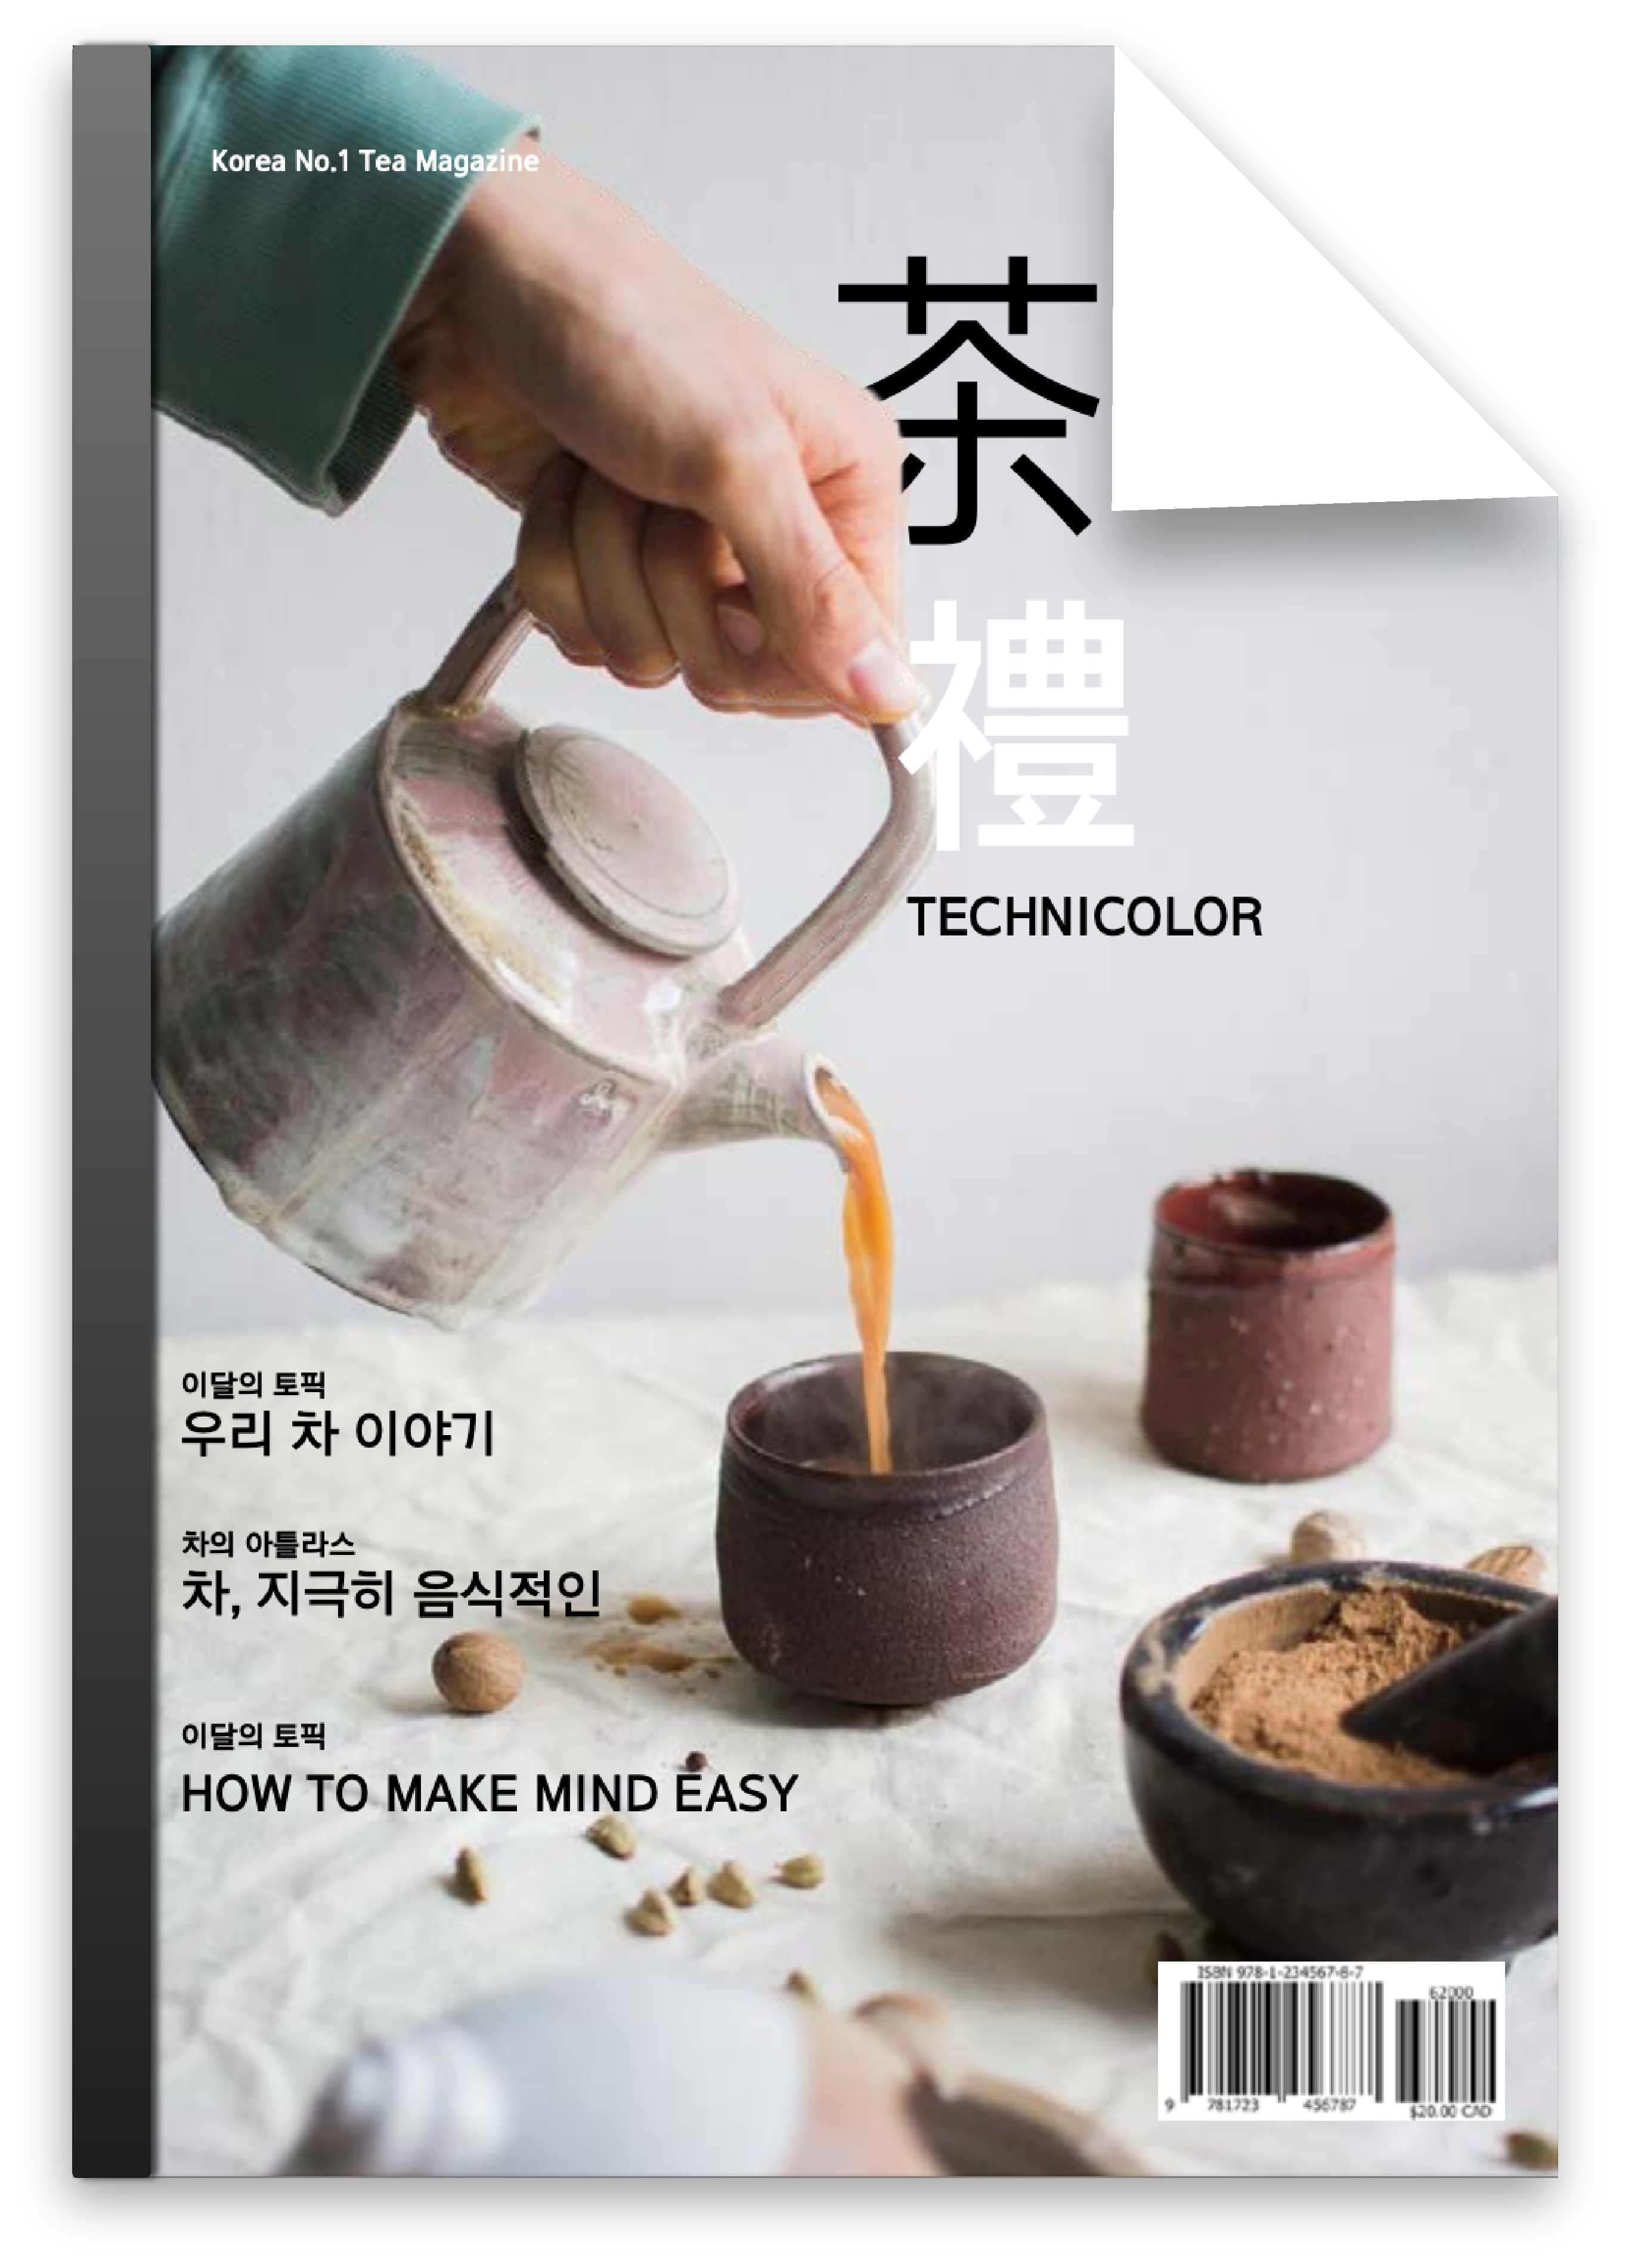 Korea No.1 Tea Magazine
茶
禮
TECHNICOLOR
이달의 토픽
우리 차 이야기
차의 아틀라스
차, 지극히 음식적인
이달의 토픽
HOW TO MAKE MIND EASY
ISBN 978-1-234567-8-7
62000
9 781723 456787
$20.00 CAD